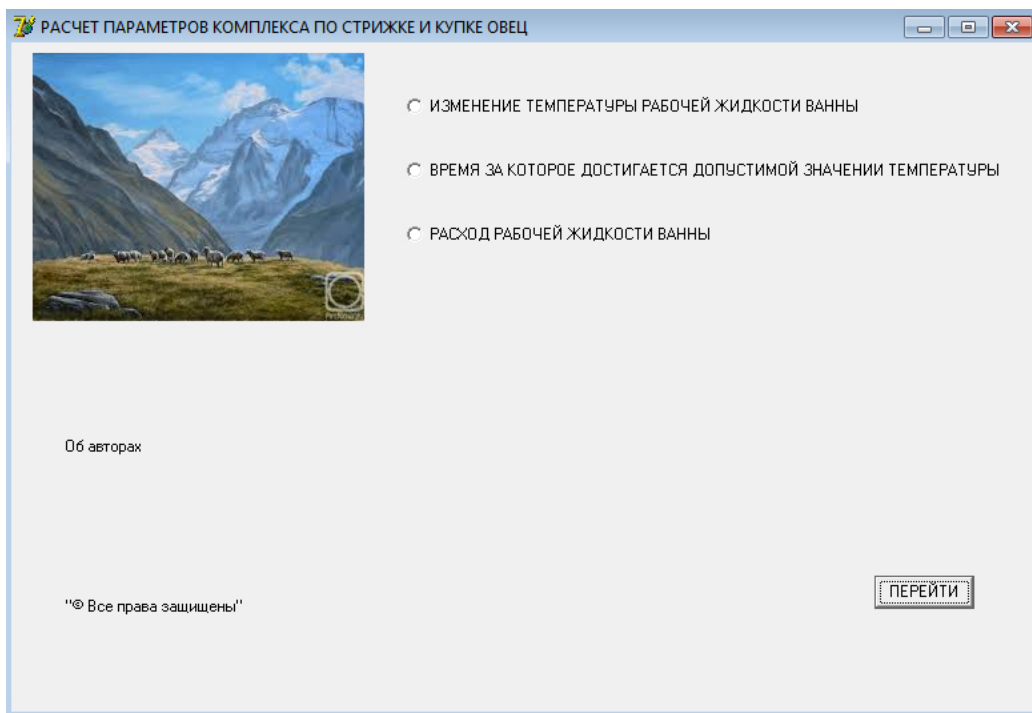 РАСЧЕТ ПАРАМЕТРОВ КОМПЛЕКСА ПО СТРИЖКЕ И КУПКЕ ОВЕЦ
ИЗМЕНЕНИЕ ТЕМПЕРАТУРЫ РАБОЧЕЙ ЖИДКОСТИ ВАННЫ
ВРЕМЯ ЗА КОТОРОЕ ДОСТИГАЕТСЯ ДОПУСТИМОЙ ЗНАЧЕНИИ ТЕМПЕРАТУРЫ
РАСХОД РАБОЧЕЙ ЖИДКОСТИ ВАННЫ
Об авторах
ПЕРЕЙТИ
"© Все права защищены"